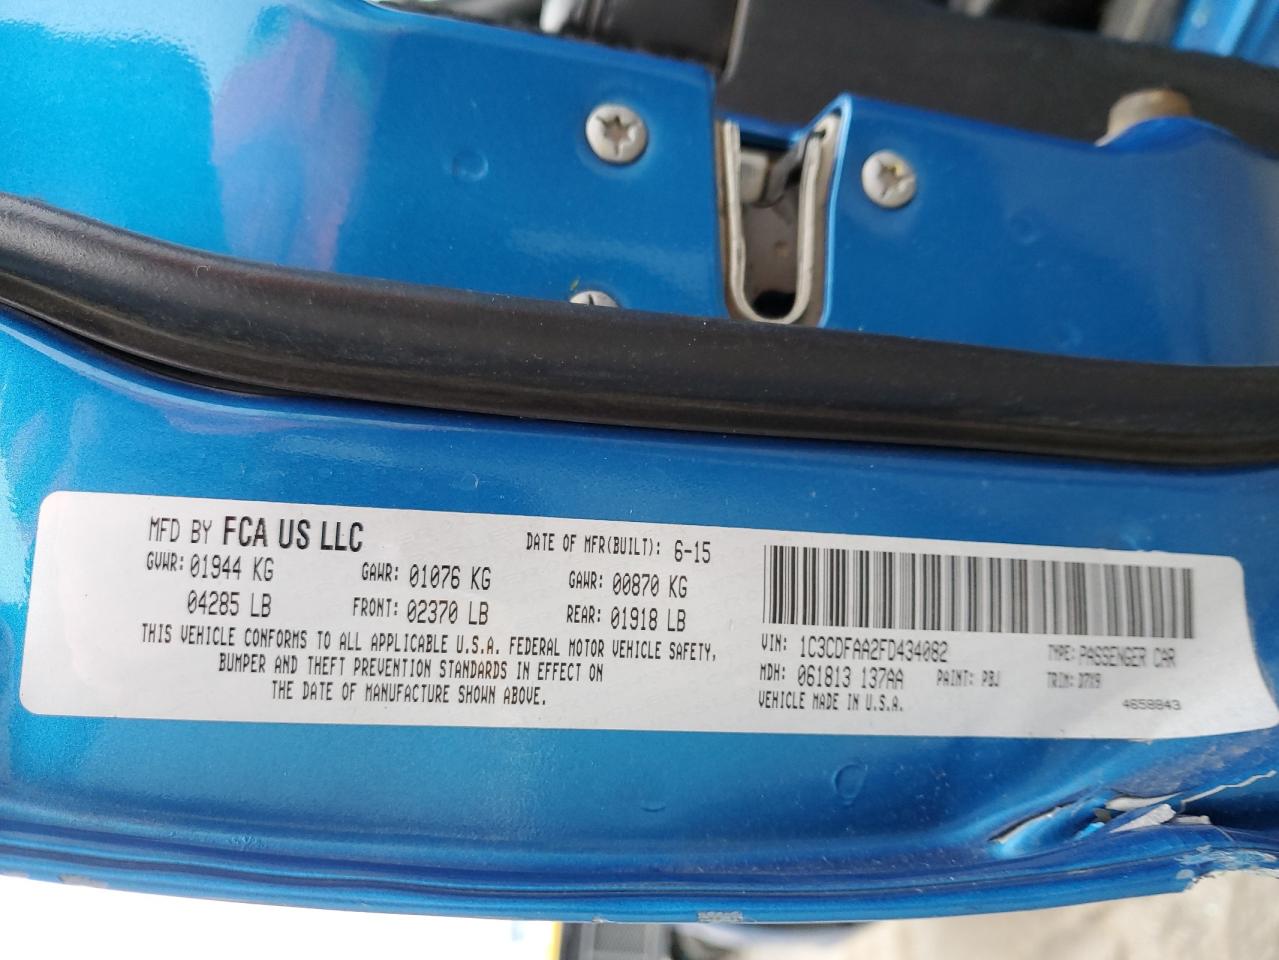 MFD BY FCA US LLC DATE OF MFR(BUILT): 6-15
GVWR: 01944 KG GAWR: 01076 KG GAWR: 00870 KG
04285 LB FRONT: 02370 LB REAR: 01918 LB
THIS VEHICLE CONFORMS TO ALL APPLICABLE U.S.A. FEDERAL MOTOR VEHICLE SAFETY,
BUMPER AND THEFT PREVENTION STANDARDS IN EFFECT ON
THE DATE OF MANUFACTURE SHOWN ABOVE.
VIN: 1C3CDFAA2FD434082 TYPE: PASSENGER CAR
MDH: 061813 137AA PAINT: PBJ TRIM: D7X9
VEHICLE MADE IN U.S.A. 4658843